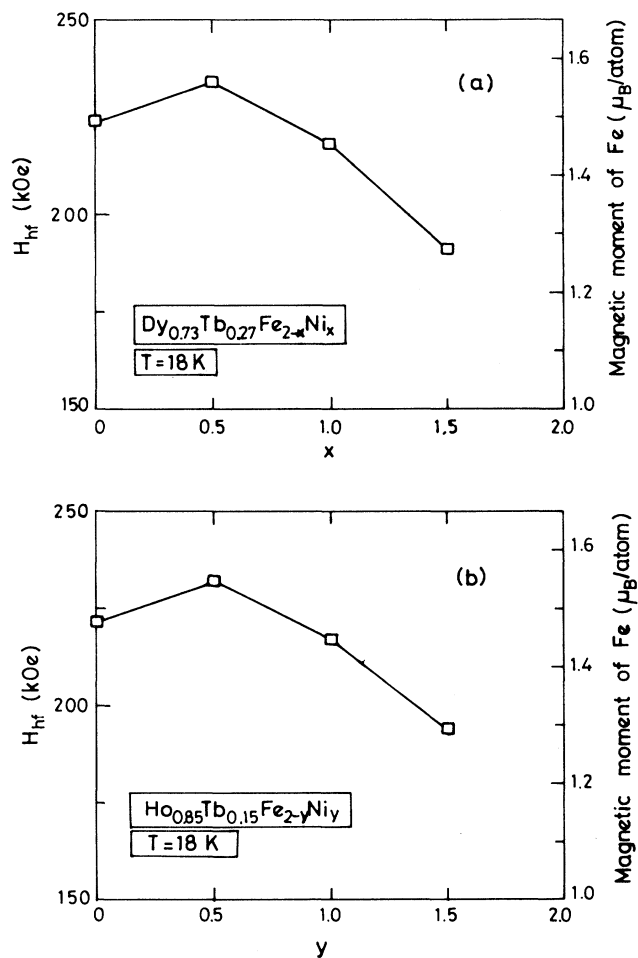 250
200
150
H_hf (kOe)
(a)
Dy0.73Tb0.27Fe2-xNix
T=18K
1.6
1.4
1.2
1.0
Magnetic moment of Fe (μB/atom)
0 0.5 1.0 1.5 2.0
x
250
200
150
H_hf (kOe)
(b)
Ho0.85Tb0.15Fe2-yNiy
T=18 K
1.6
1.4
1.2
1.0
Magnetic moment of Fe (μB/atom)
0 0.5 1.0 1.5 2.0
y